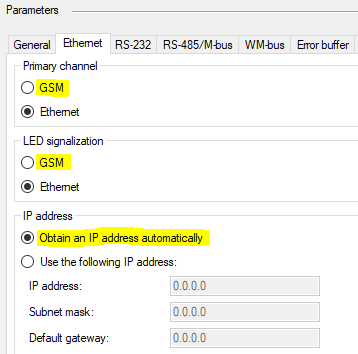 Parameters
General Ethernet RS-232 RS-485/M-bus WM-bus Error buffer
Primary channel
GSM
Ethernet
LED signalization
GSM
Ethernet
IP address
Obtain an IP address automatically
Use the following IP address:
IP address: 0.0.0.0
Subnet mask: 0.0.0.0
Default gateway: 0.0.0.0